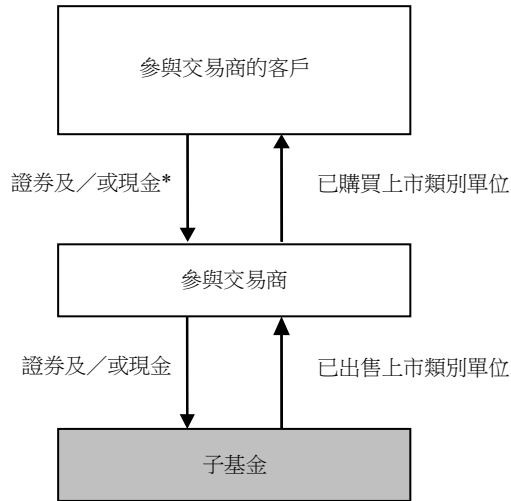 參與交易商的客戶
證券及／或現金*
已購買上市類別單位
參與交易商
證券及／或現金
已出售上市類別單位
子基金